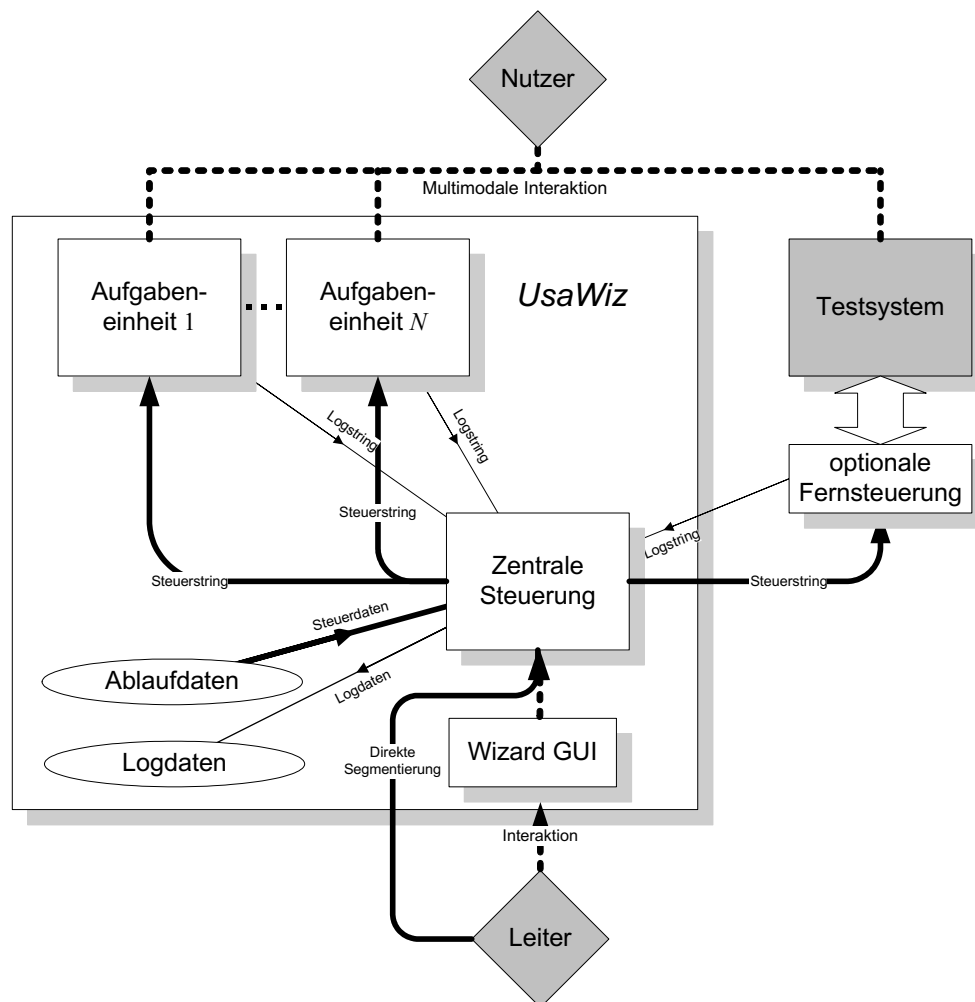 Nutzer
Multimodale Interaktion
Aufgaben-
einheit 1
Aufgaben-
einheit N
UsaWiz
Testsystem
Logstring
Logstring
optionale
Fernsteuerung
Steuerstring
Logstring
Zentrale
Steuerung
Steuerstring
Steuerstring
Steuerdaten
Ablaufdaten
Logdaten
Logdaten
Direkte
Segmentierung
Wizard GUI
Interaktion
Leiter